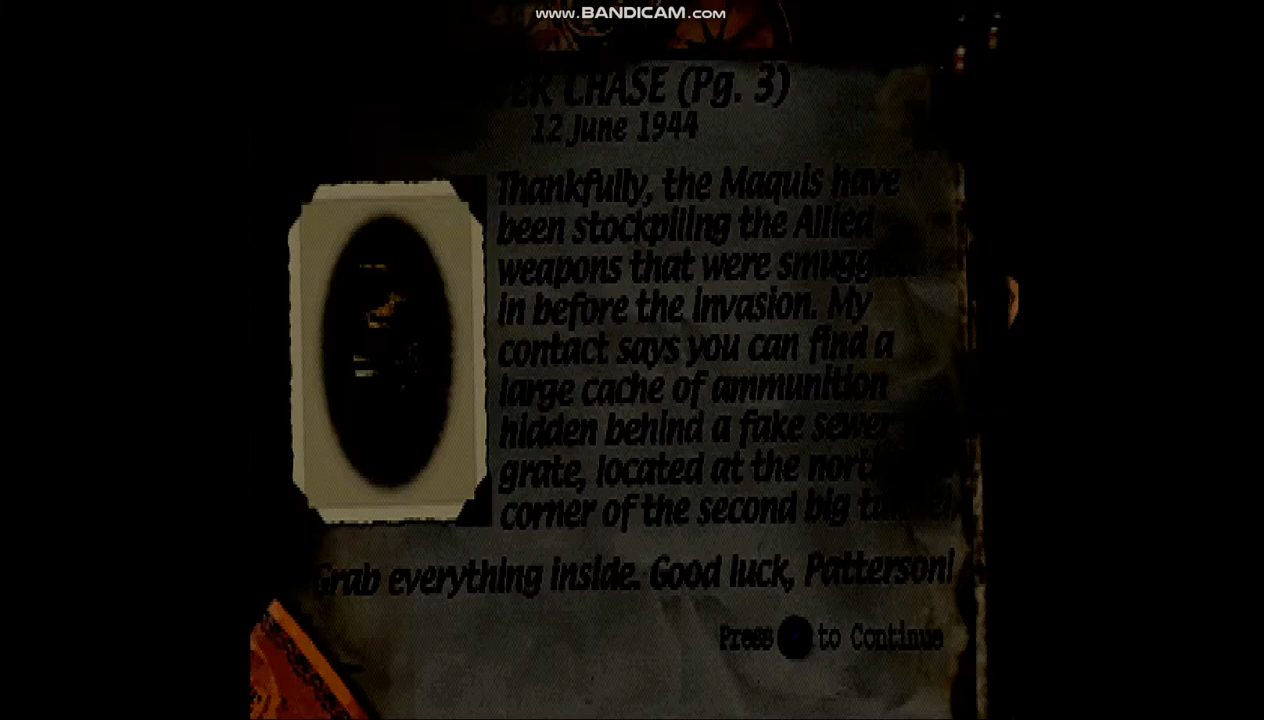 www.BANDICAM.com
CHASE (Pg. 3)
12 June 1944
Thankfully, the Maquis have
been stockpiling the Allied
weapons that were
in before the invasion. My
contact says you can find a
large cache of ammunition
hidden behind a fake sewer
grate, located at the
corner of the second big
Grab everything inside. Good luck, Patterson!
Press to Continue